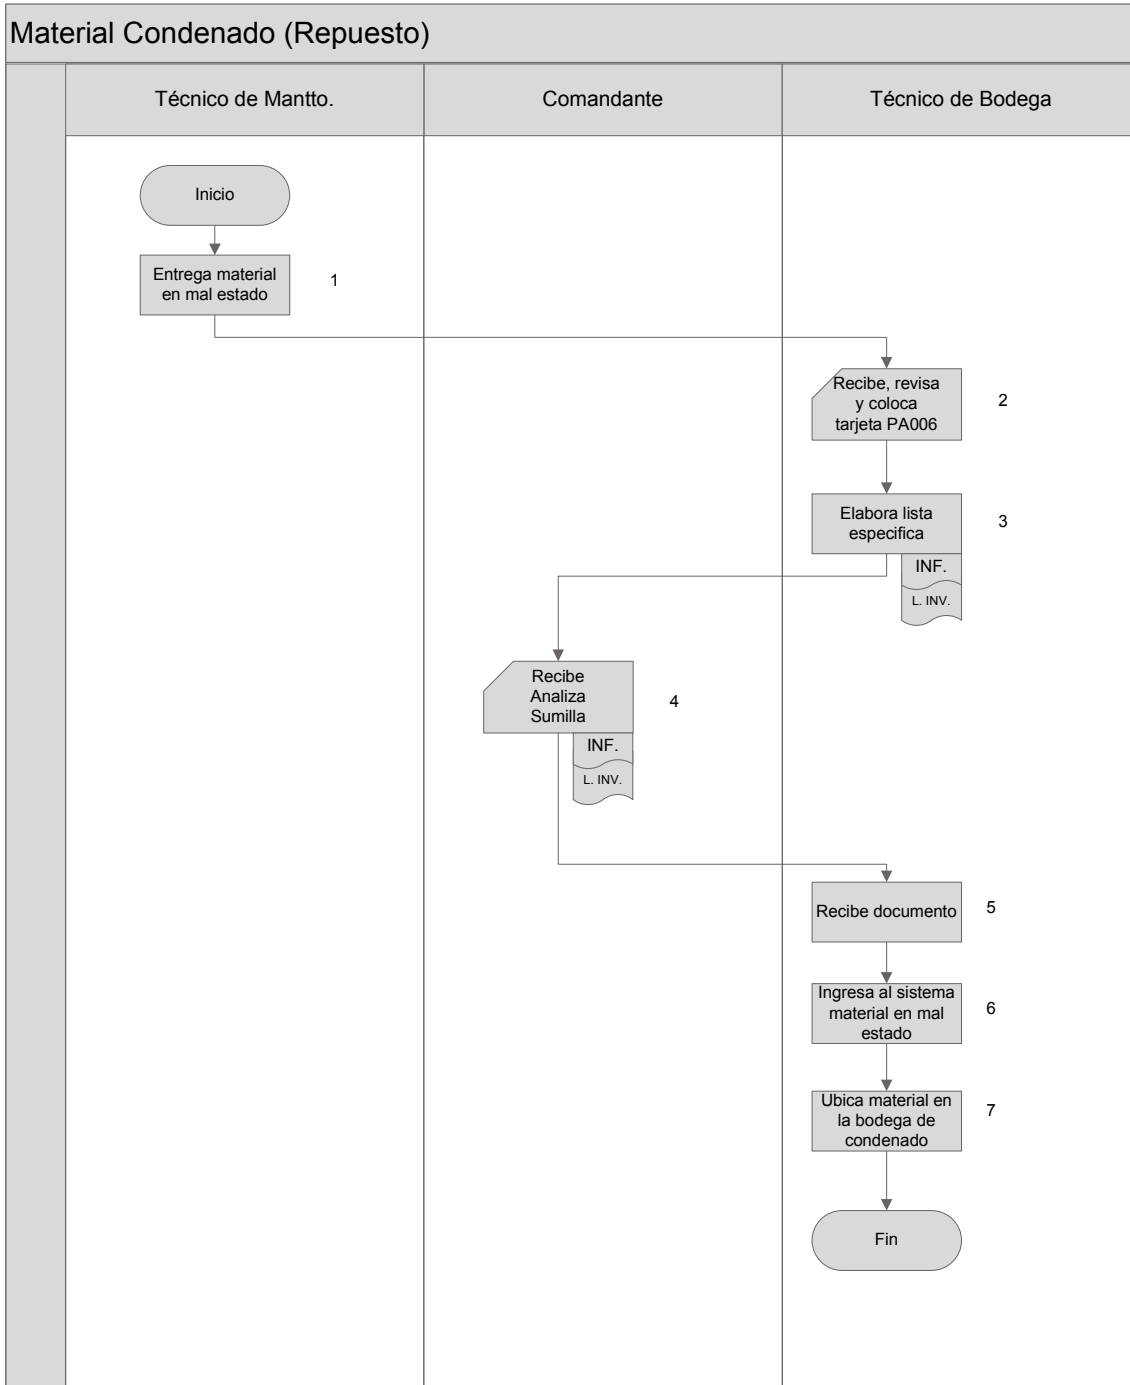 Material Condenado (Repuesto)
Técnico de Mantto.
Comandante
Técnico de Bodega
Inicio
Entrega material
en mal estado
1
Recibe, revisa
y coloca
tarjeta PA006
2
Elabora lista
especifica
3
INF.
L. INV.
Recibe
Analiza
Sumilla
4
INF.
L. INV.
Recibe documento
5
Ingresa al sistema
material en mal
estado
6
Ubica material en
la bodega de
condenado
7
Fin